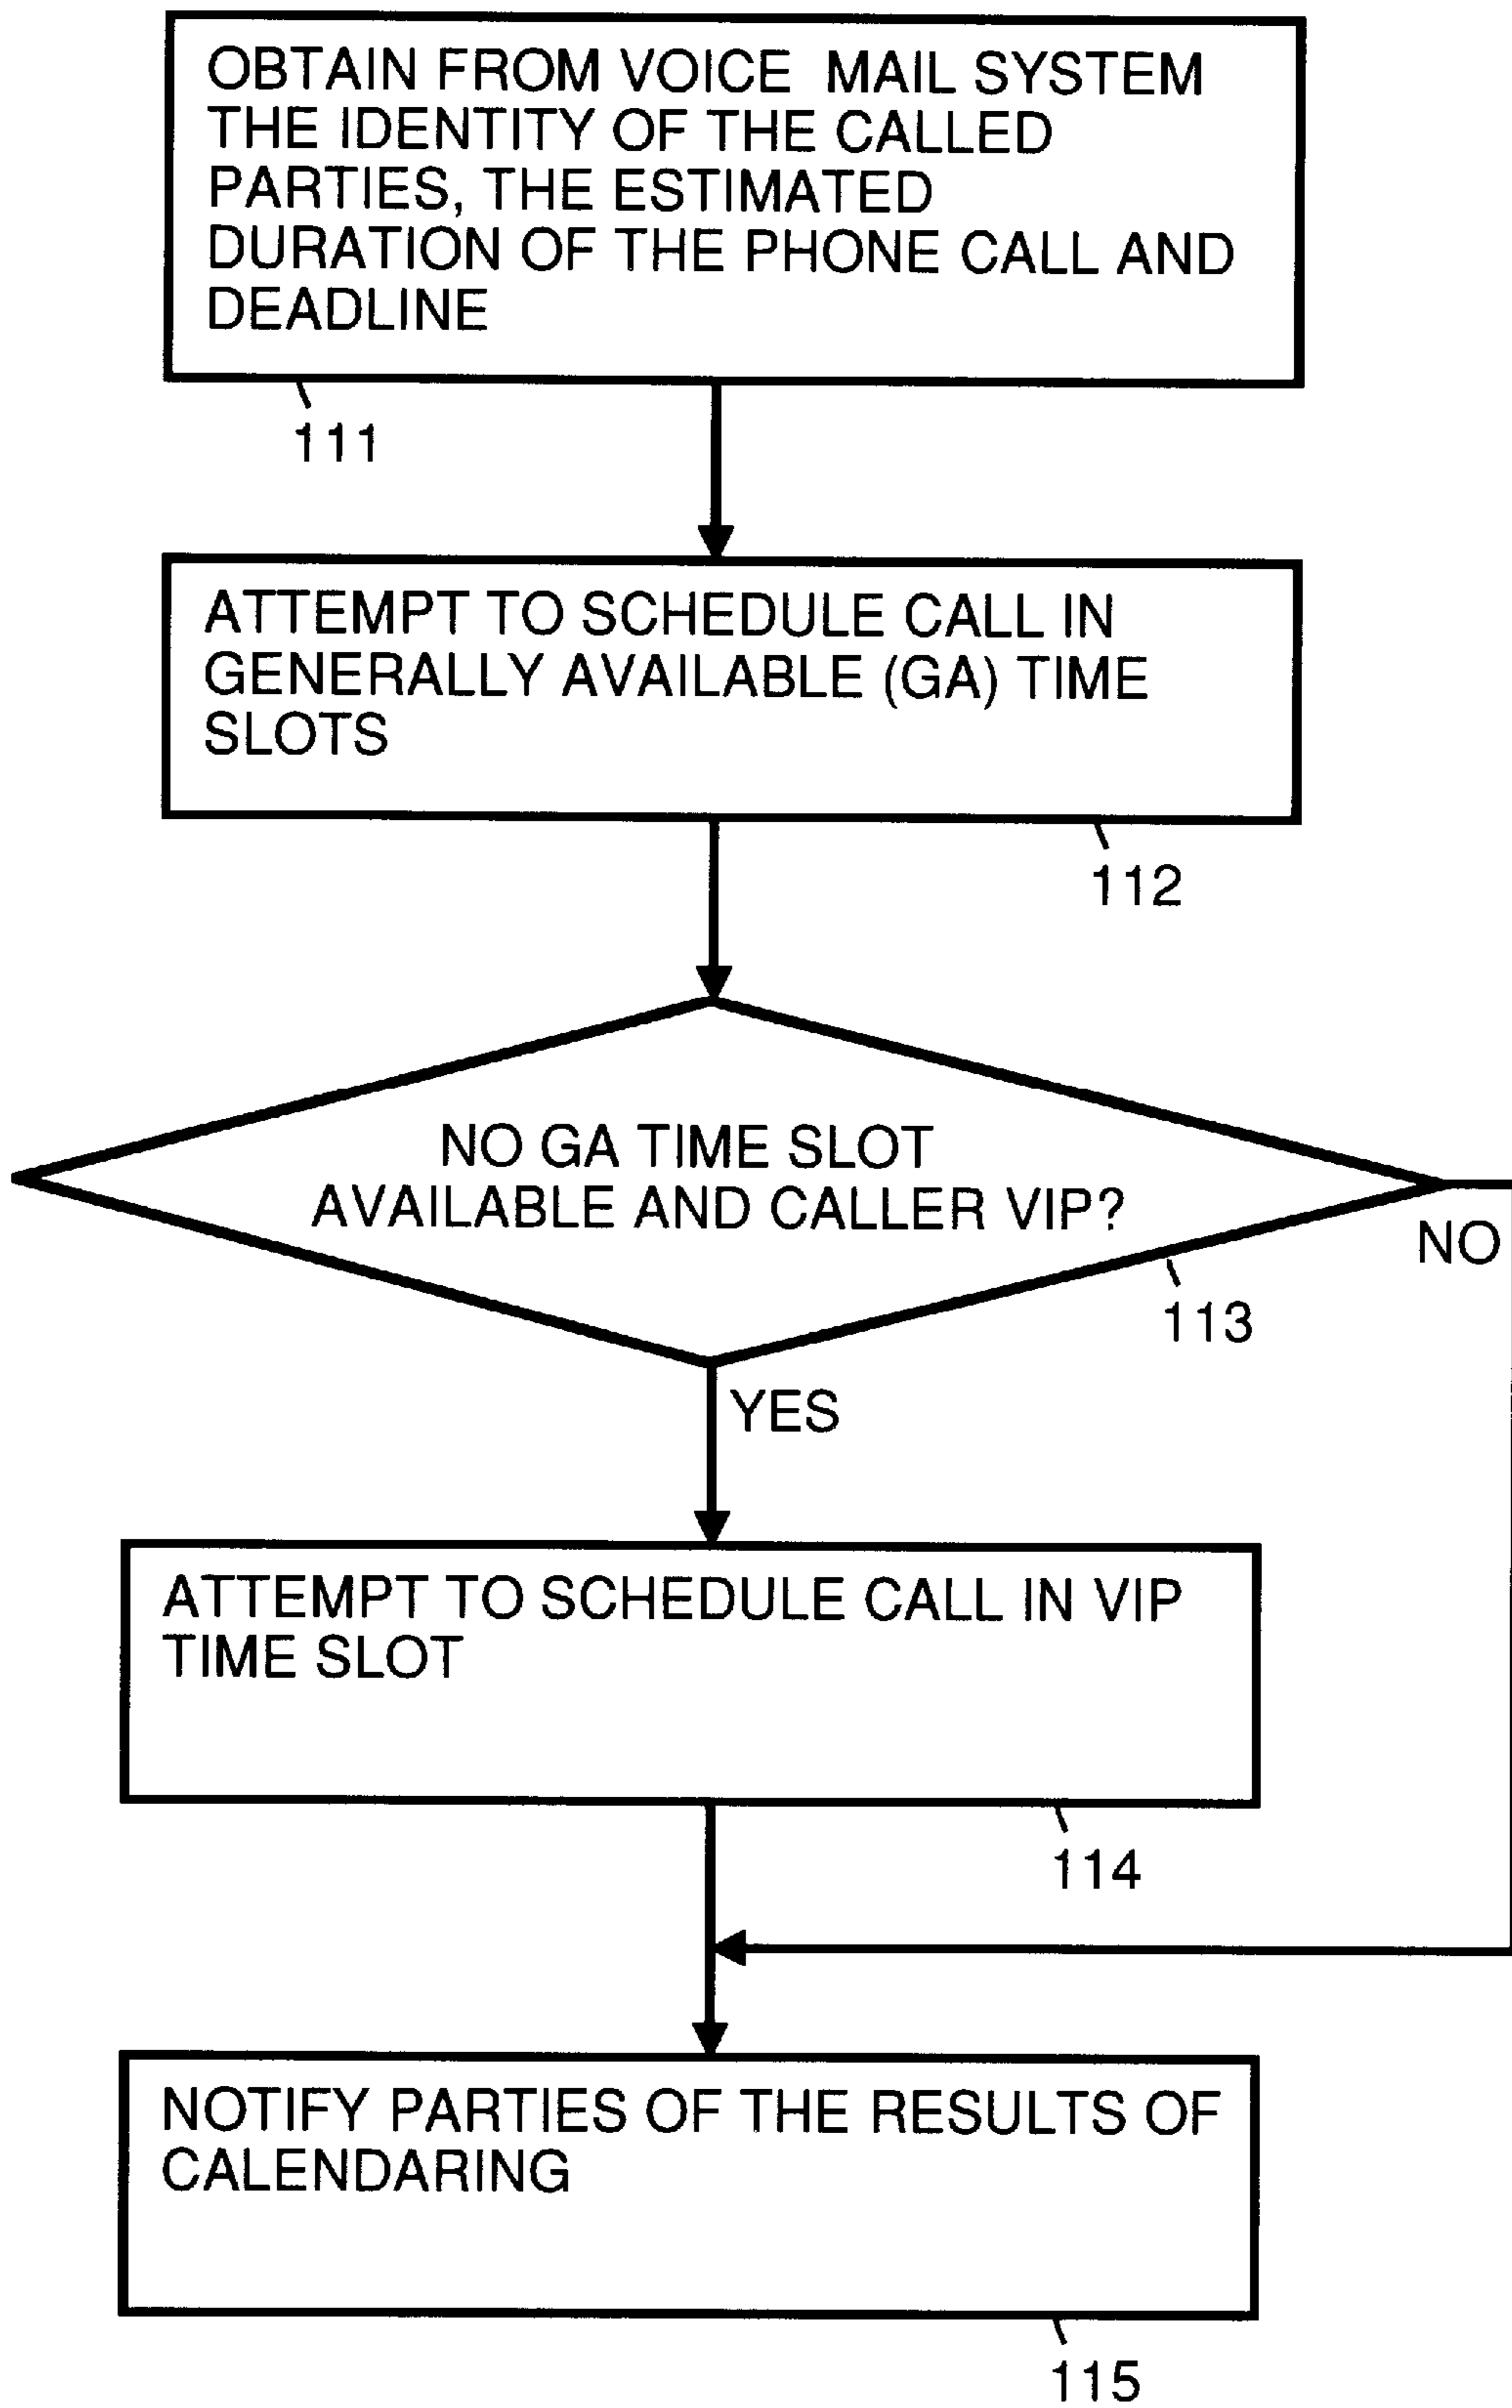 OBTAIN FROM VOICE MAIL SYSTEM
THE IDENTITY OF THE CALLED
PARTIES, THE ESTIMATED
DURATION OF THE PHONE CALL AND
DEADLINE
111
ATTEMPT TO SCHEDULE CALL IN
GENERALLY AVAILABLE (GA) TIME
SLOTS
112
NO GA TIME SLOT
AVAILABLE AND CALLER VIP?
NO
113
YES
ATTEMPT TO SCHEDULE CALL IN VIP
TIME SLOT
114
NOTIFY PARTIES OF THE RESULTS OF
CALENDARING
115